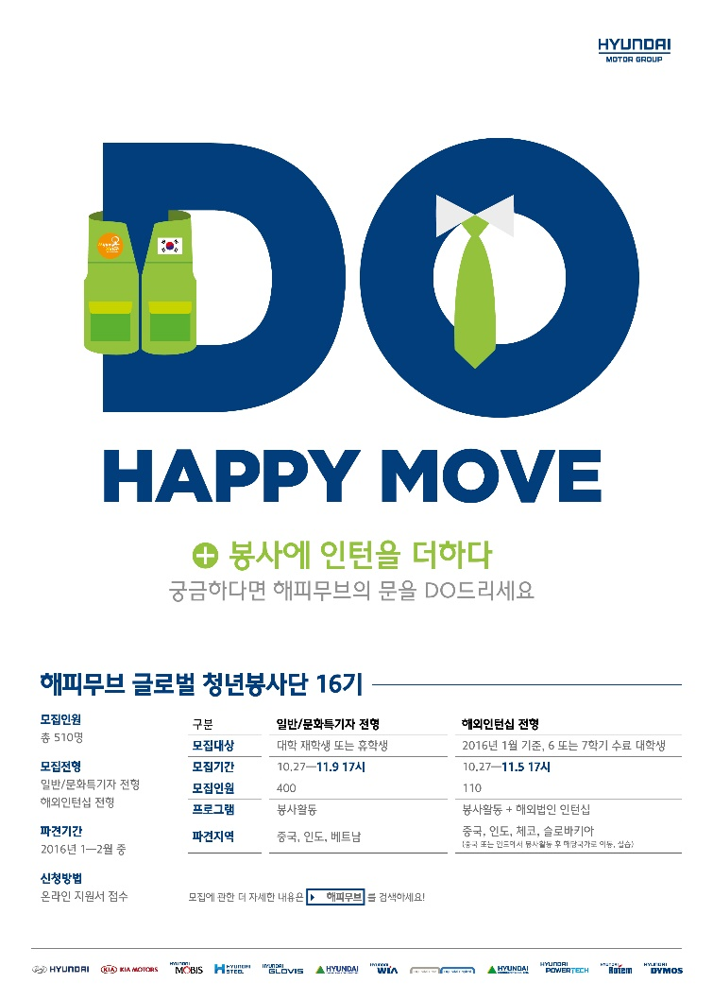 HYUNDAI
MOTOR GROUP
DO
HAPPY MOVE
봉사에 인턴을 더하다
궁금하다면 해피무브의 문을 DO드리세요
해피무브 글로벌 청년봉사단 16기
모집인원
총 510명
모집전형
일반/문화특기자 전형
해외인턴십 전형
파견기간
2016년 1—2월 중
신청방법
온라인 지원서 접수
구분 일반/문화특기자 전형 해외인턴십 전형
모집대상 대학 재학생 또는 휴학생 2016년 1월 기준, 6 또는 7학기 수료 대학생
모집기간 10.27—11.9 17시 10.27—11.5 17시
모집인원 400 110
프로그램 봉사활동 봉사활동 + 해외법인 인턴십
파견지역 중국, 인도, 베트남 중국, 인도, 체코, 슬로바키아
(중국 또는 인도에서 봉사활동 후 해당국가로 이동, 실습)
모집에 관한 더 자세한 내용은 해피무브 를 검색하세요!
HYUNDAI KIA MOTORS HYUNDAI MOBIS HYUNDAI STEEL HYUNDAI GLOVIS HYUNDAI HYUNDAI WIA HYUNDAI HYUNDAI POWERTECH HYUNDAI Rotem HYUNDAI DYMOS